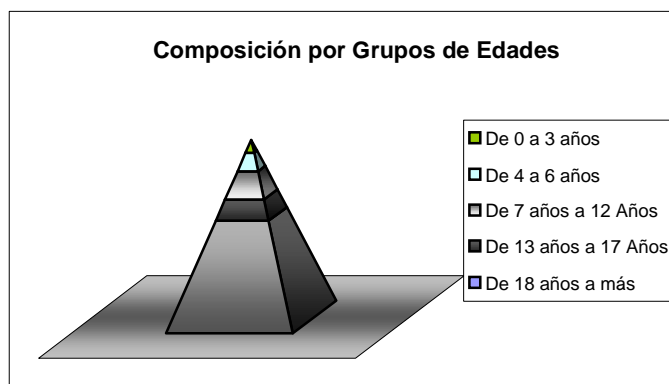 Composición por Grupos de Edades
De 0 a 3 años
De 4 a 6 años
De 7 años a 12 Años
De 13 años a 17 Años
De 18 años a más